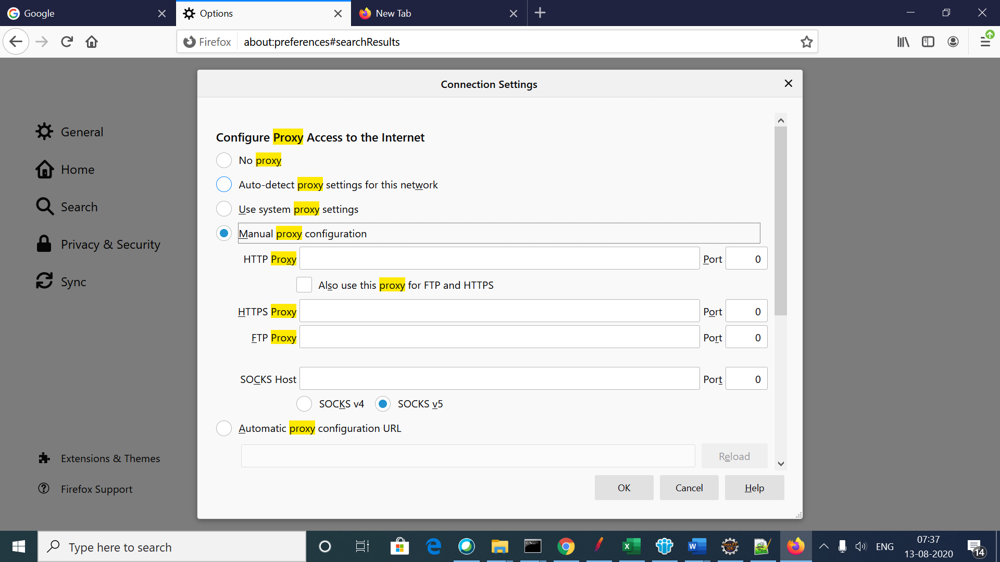 Google
Options
New Tab
Firefox
about:preferences#searchResults
Connection Settings
General
Home
Search
Privacy & Security
Sync
Extensions & Themes
Firefox Support
Configure Proxy Access to the Internet
No proxy
Auto-detect proxy settings for this network
Use system proxy settings
Manual proxy configuration
HTTP Proxy Port 0
Also use this proxy for FTP and HTTPS
HTTPS Proxy Port 0
FTP Proxy Port 0
SOCKS Host Port 0
SOCKS v4 SOCKS v5
Automatic proxy configuration URL
Reload
OK Cancel Help
Type here to search
ENG
07:37
13-08-2020
14